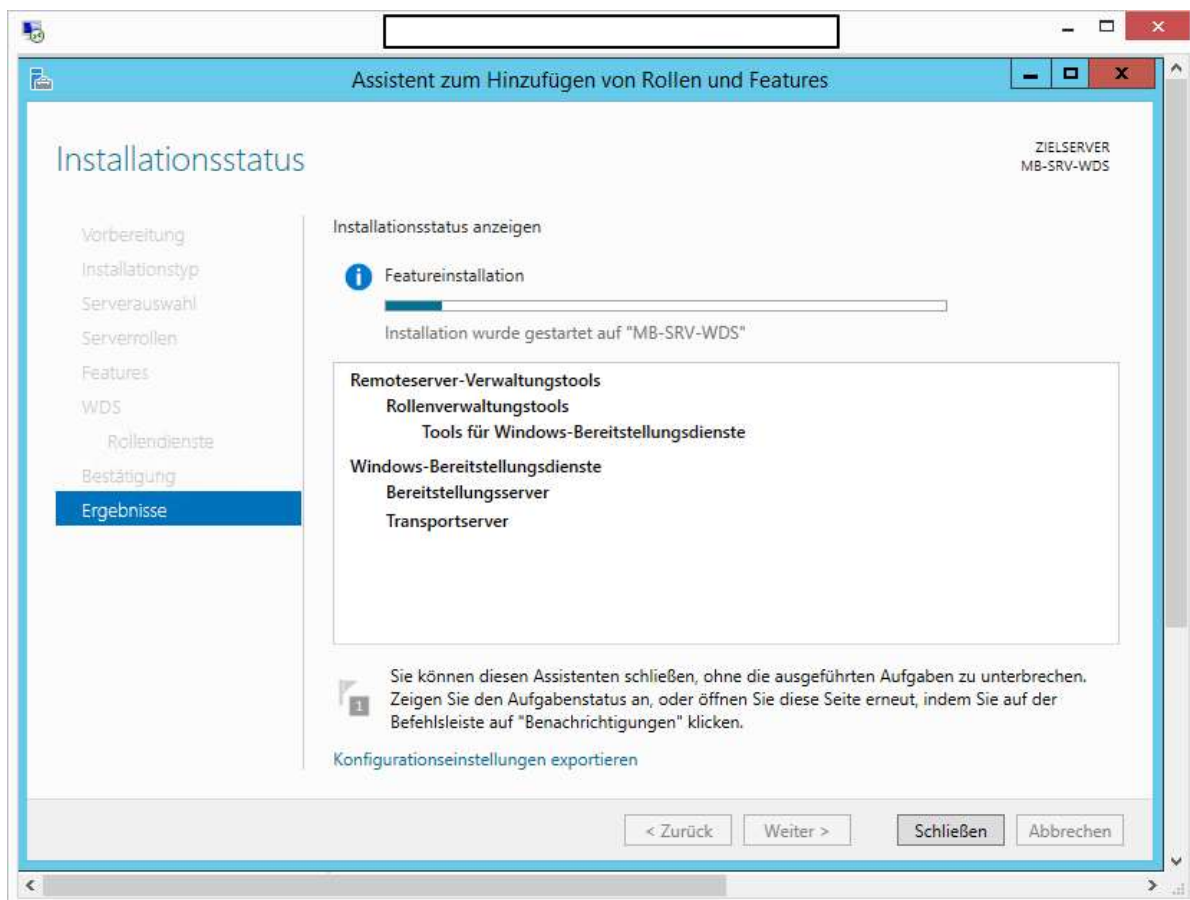 Assistent zum Hinzufügen von Rollen und Features
Installationsstatus
ZIELSERVER
MB-SRV-WDS
Vorbereitung
Installationstyp
Serverauswahl
Serverrollen
Features
WDS
Rollendienste
Bestätigung
Ergebnisse
Installationsstatus anzeigen
Featureinstallation
Installation wurde gestartet auf "MB-SRV-WDS"
Remoteserver-Verwaltungstools
Rollenverwaltungstools
Tools für Windows-Bereitstellungsdienste
Windows-Bereitstellungsdienste
Bereitstellungsserver
Transportserver
1
Sie können diesen Assistenten schließen, ohne die ausgeführten Aufgaben zu unterbrechen.
Zeigen Sie den Aufgabenstatus an, oder öffnen Sie diese Seite erneut, indem Sie auf der
Befehlsleiste auf "Benachrichtigungen" klicken.
Konfigurationseinstellungen exportieren
< Zurück
Weiter >
Schließen
Abbrechen